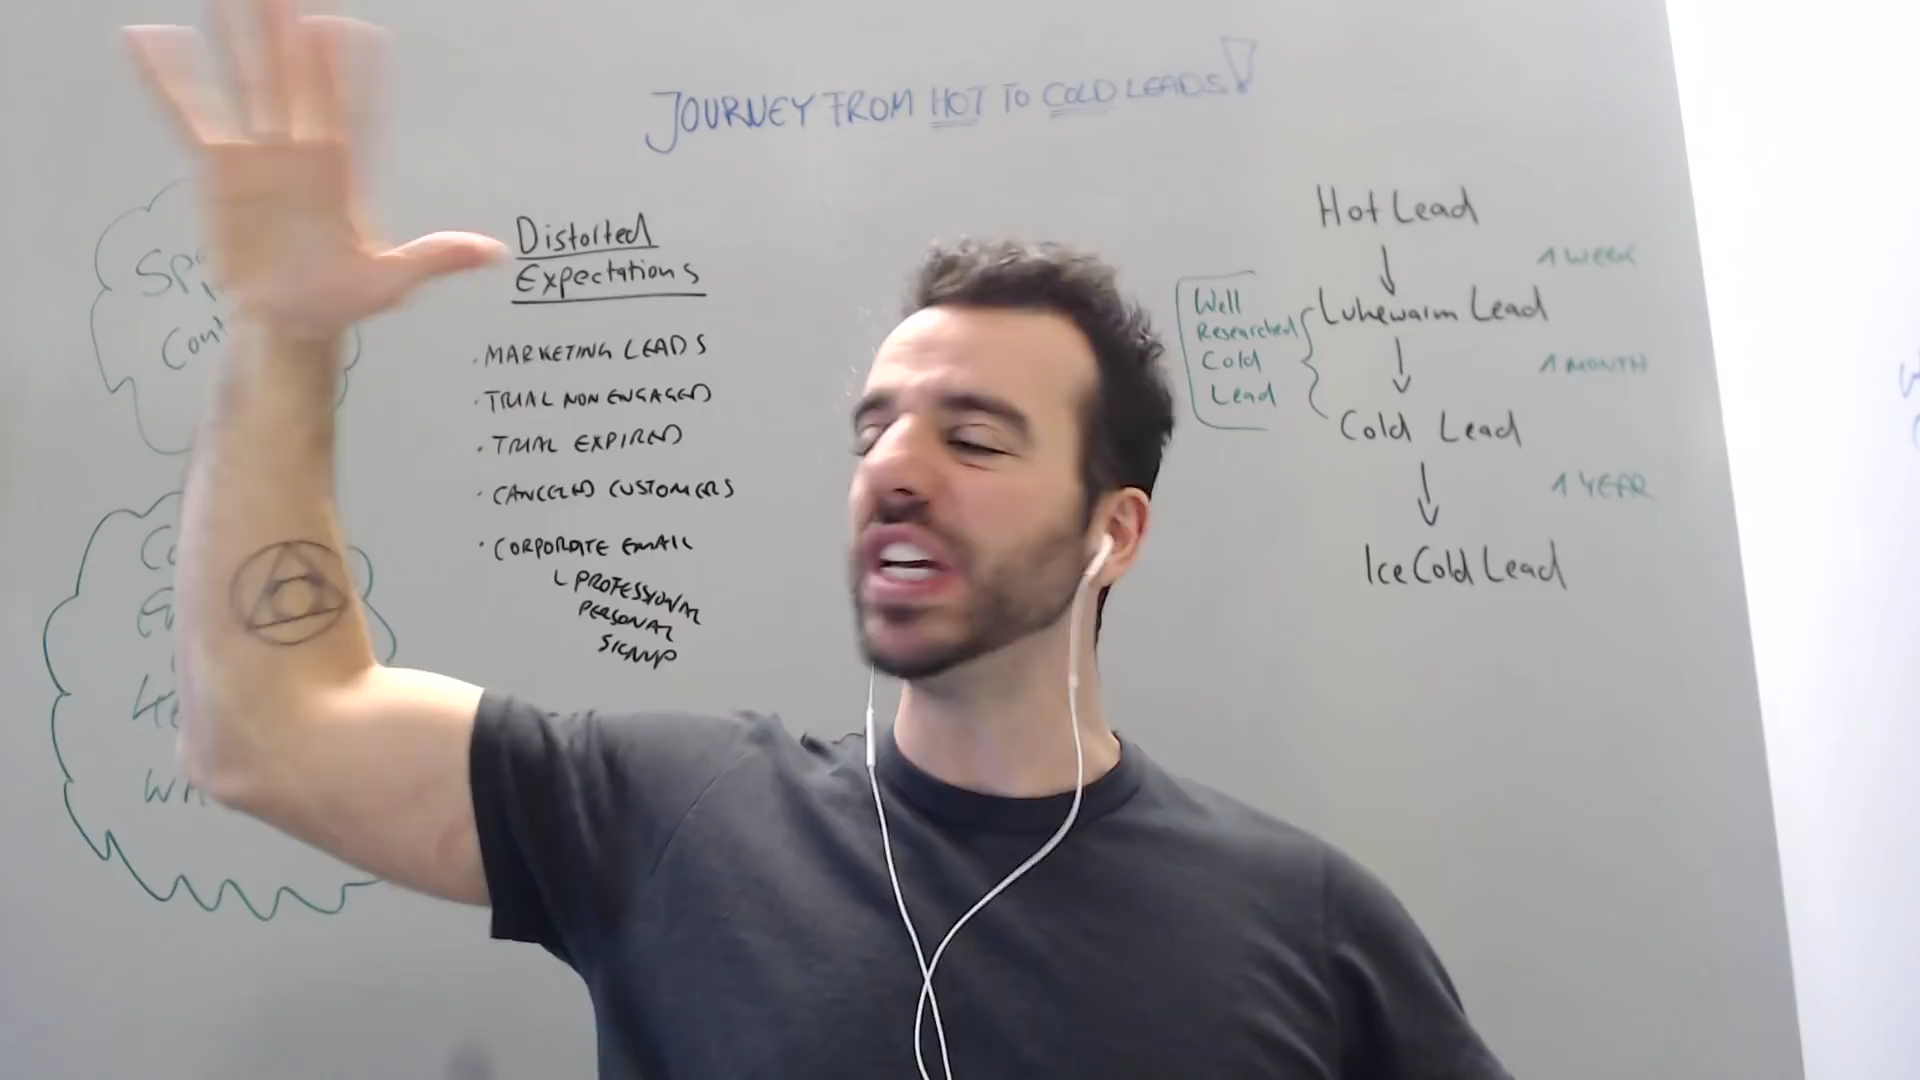 JOURNEY FROM HOT TO COLD LEADS!
Distorted
Expectations
. MARKETING LEADS
. TRIAL NON ENGAGED
. TRIAL EXPIRED
. CANCELED CUSTOMERS
. CORPORATE EMAIL
L PROFESSIONAL
PERSONAL
SIGNUP
Hot Lead
1 WEEK
Well
Researched
Cold
Lead
Lukewarm Lead
1 MONTH
Cold Lead
1 YEAR
Ice Cold Lead